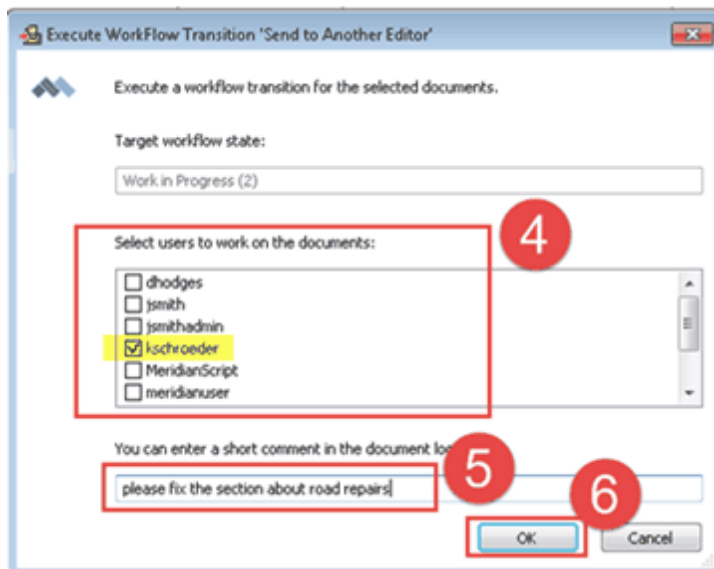 Execute WorkFlow Transition 'Send to Another Editor'
Execute a workflow transition for the selected documents.
Target workflow state:
Work in Progress (2)
Select users to work on the documents:
4
dhodges
jsmith
jsmithadmin
kschroeder
MeridianScript
meridianuser
You can enter a short comment in the document
5
please fix the section about road repairs
6
OK
Cancel